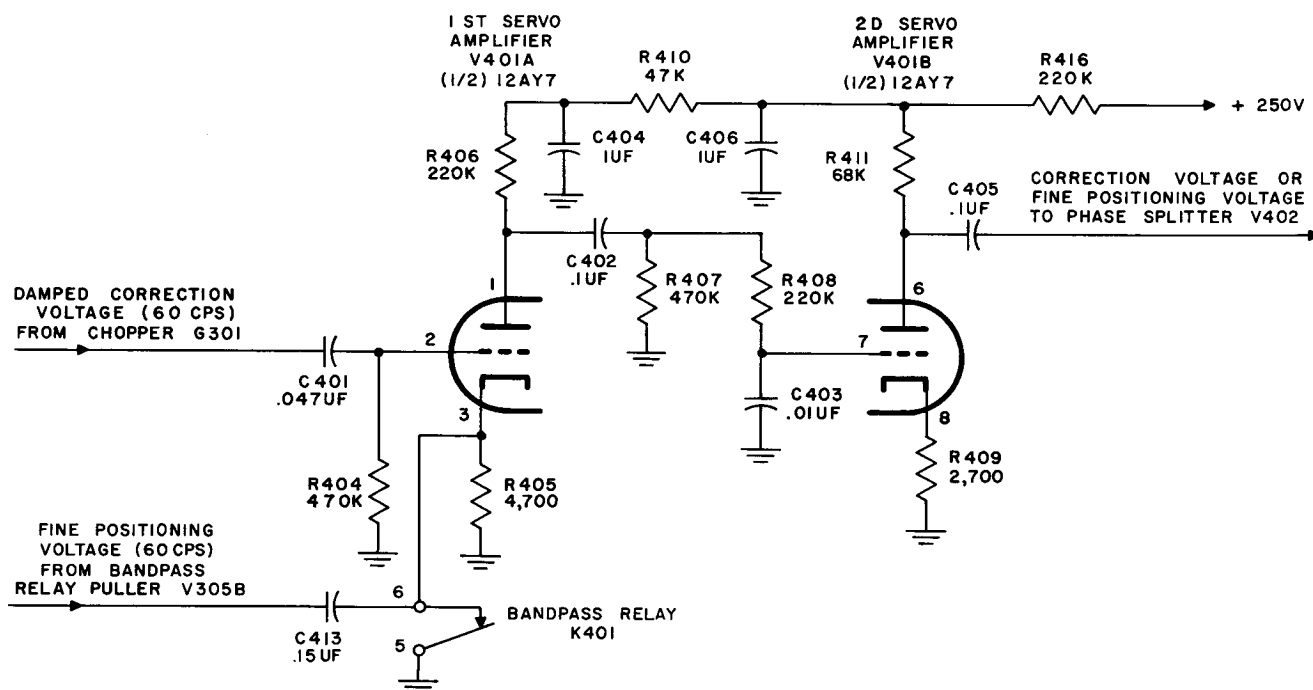 1 ST SERVO
AMPLIFIER
V401A
(1/2) 12AY7
R410
47K
2D SERVO
AMPLIFIER
V401B
(1/2) 12AY7
R416
220K
+ 250V
C404
1UF
C406
1UF
R406
220K
R411
68K
C405
.1UF
CORRECTION VOLTAGE OR
FINE POSITIONING VOLTAGE
TO PHASE SPLITTER V402
C402
.1UF
R407
470K
R408
220K
1
6
DAMPED CORRECTION
VOLTAGE (60 CPS)
FROM CHOPPER G301
2
7
C401
.047UF
3
C403
.01UF
8
R404
470K
R405
4,700
R409
2,700
FINE POSITIONING
VOLTAGE (60 CPS)
FROM BANDPASS
RELAY PULLER V305B
6
C413
.15UF
5
BANDPASS RELAY
K401